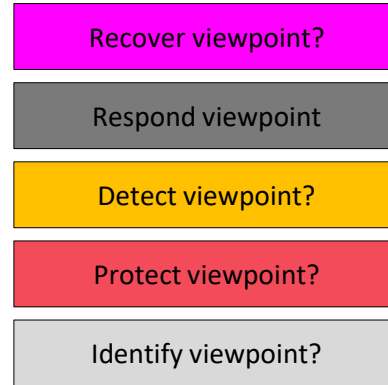 Recover viewpoint?
Respond viewpoint
Detect viewpoint?
Protect viewpoint?
Identify viewpoint?